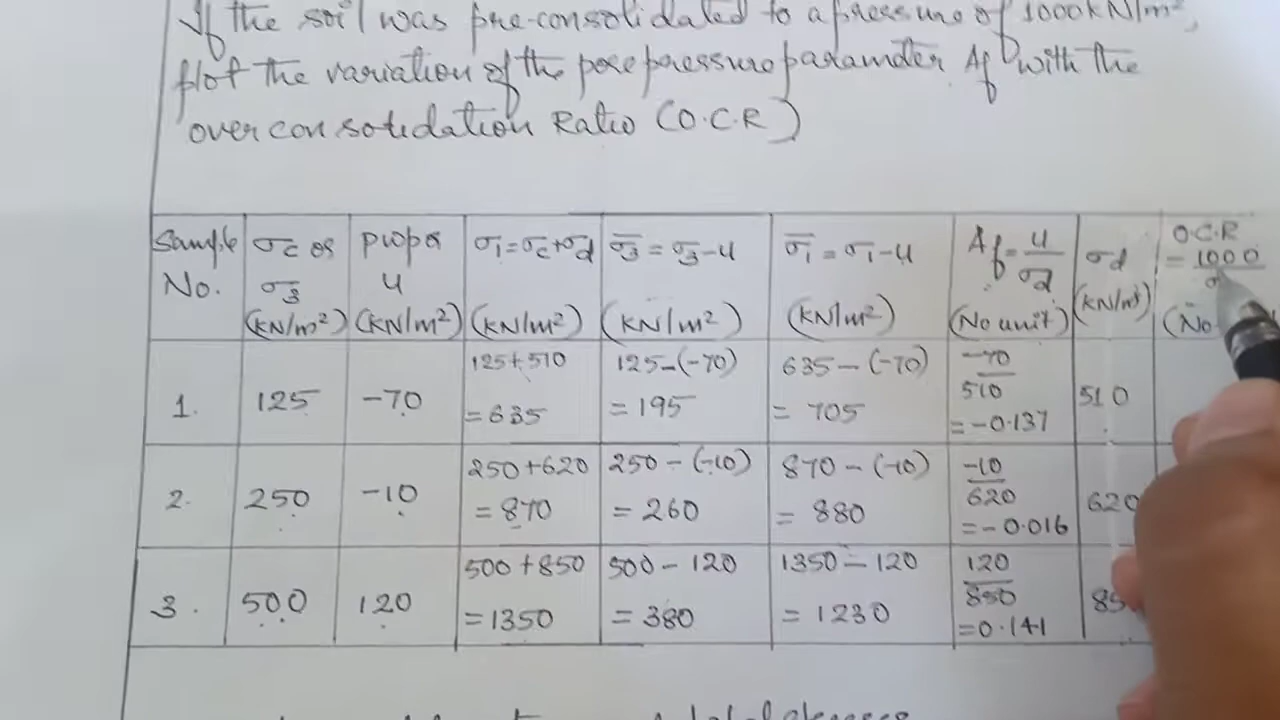 If the soil was pre-consolidated to a pressure of 1000kN/m²,
plot the variation of the pore pressure parameter Af with the
over consolidation Ratio (O.C.R)
Sample No. | σc or σ3 (kN/m²) | u (kN/m²) | σ1=σc+σd (kN/m²) | σ̅3 = σ3-u (kN/m²) | σ̅1 = σ1-u (kN/m²) | Af=u/σd (No unit) | σd (kN/m²) | O.C.R = 1000/σ (No
1. | 125 | -70 | 125+510 =635 | 125-(-70) =195 | 635-(-70) = 705 | -70/510 =-0.137 | 510
2. | 250 | -10 | 250+620 =870 | 250-(-10) = 260 | 870-(-10) = 880 | -10/620 =-0.016 | 620
3. | 500 | 120 | 500+850 =1350 | 500-120 =380 | 1350-120 = 1230 | 120/850 =0.141 | 85